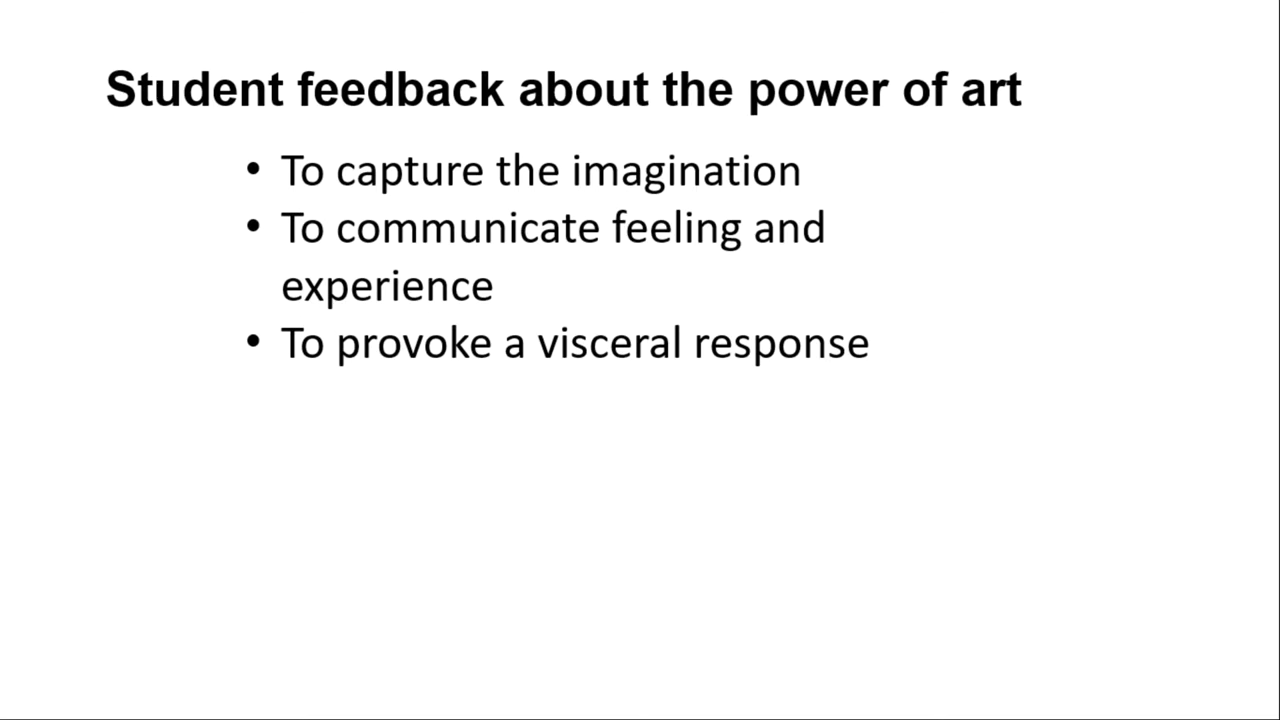 Student feedback about the power of art
• To capture the imagination
• To communicate feeling and
experience
• To provoke a visceral response